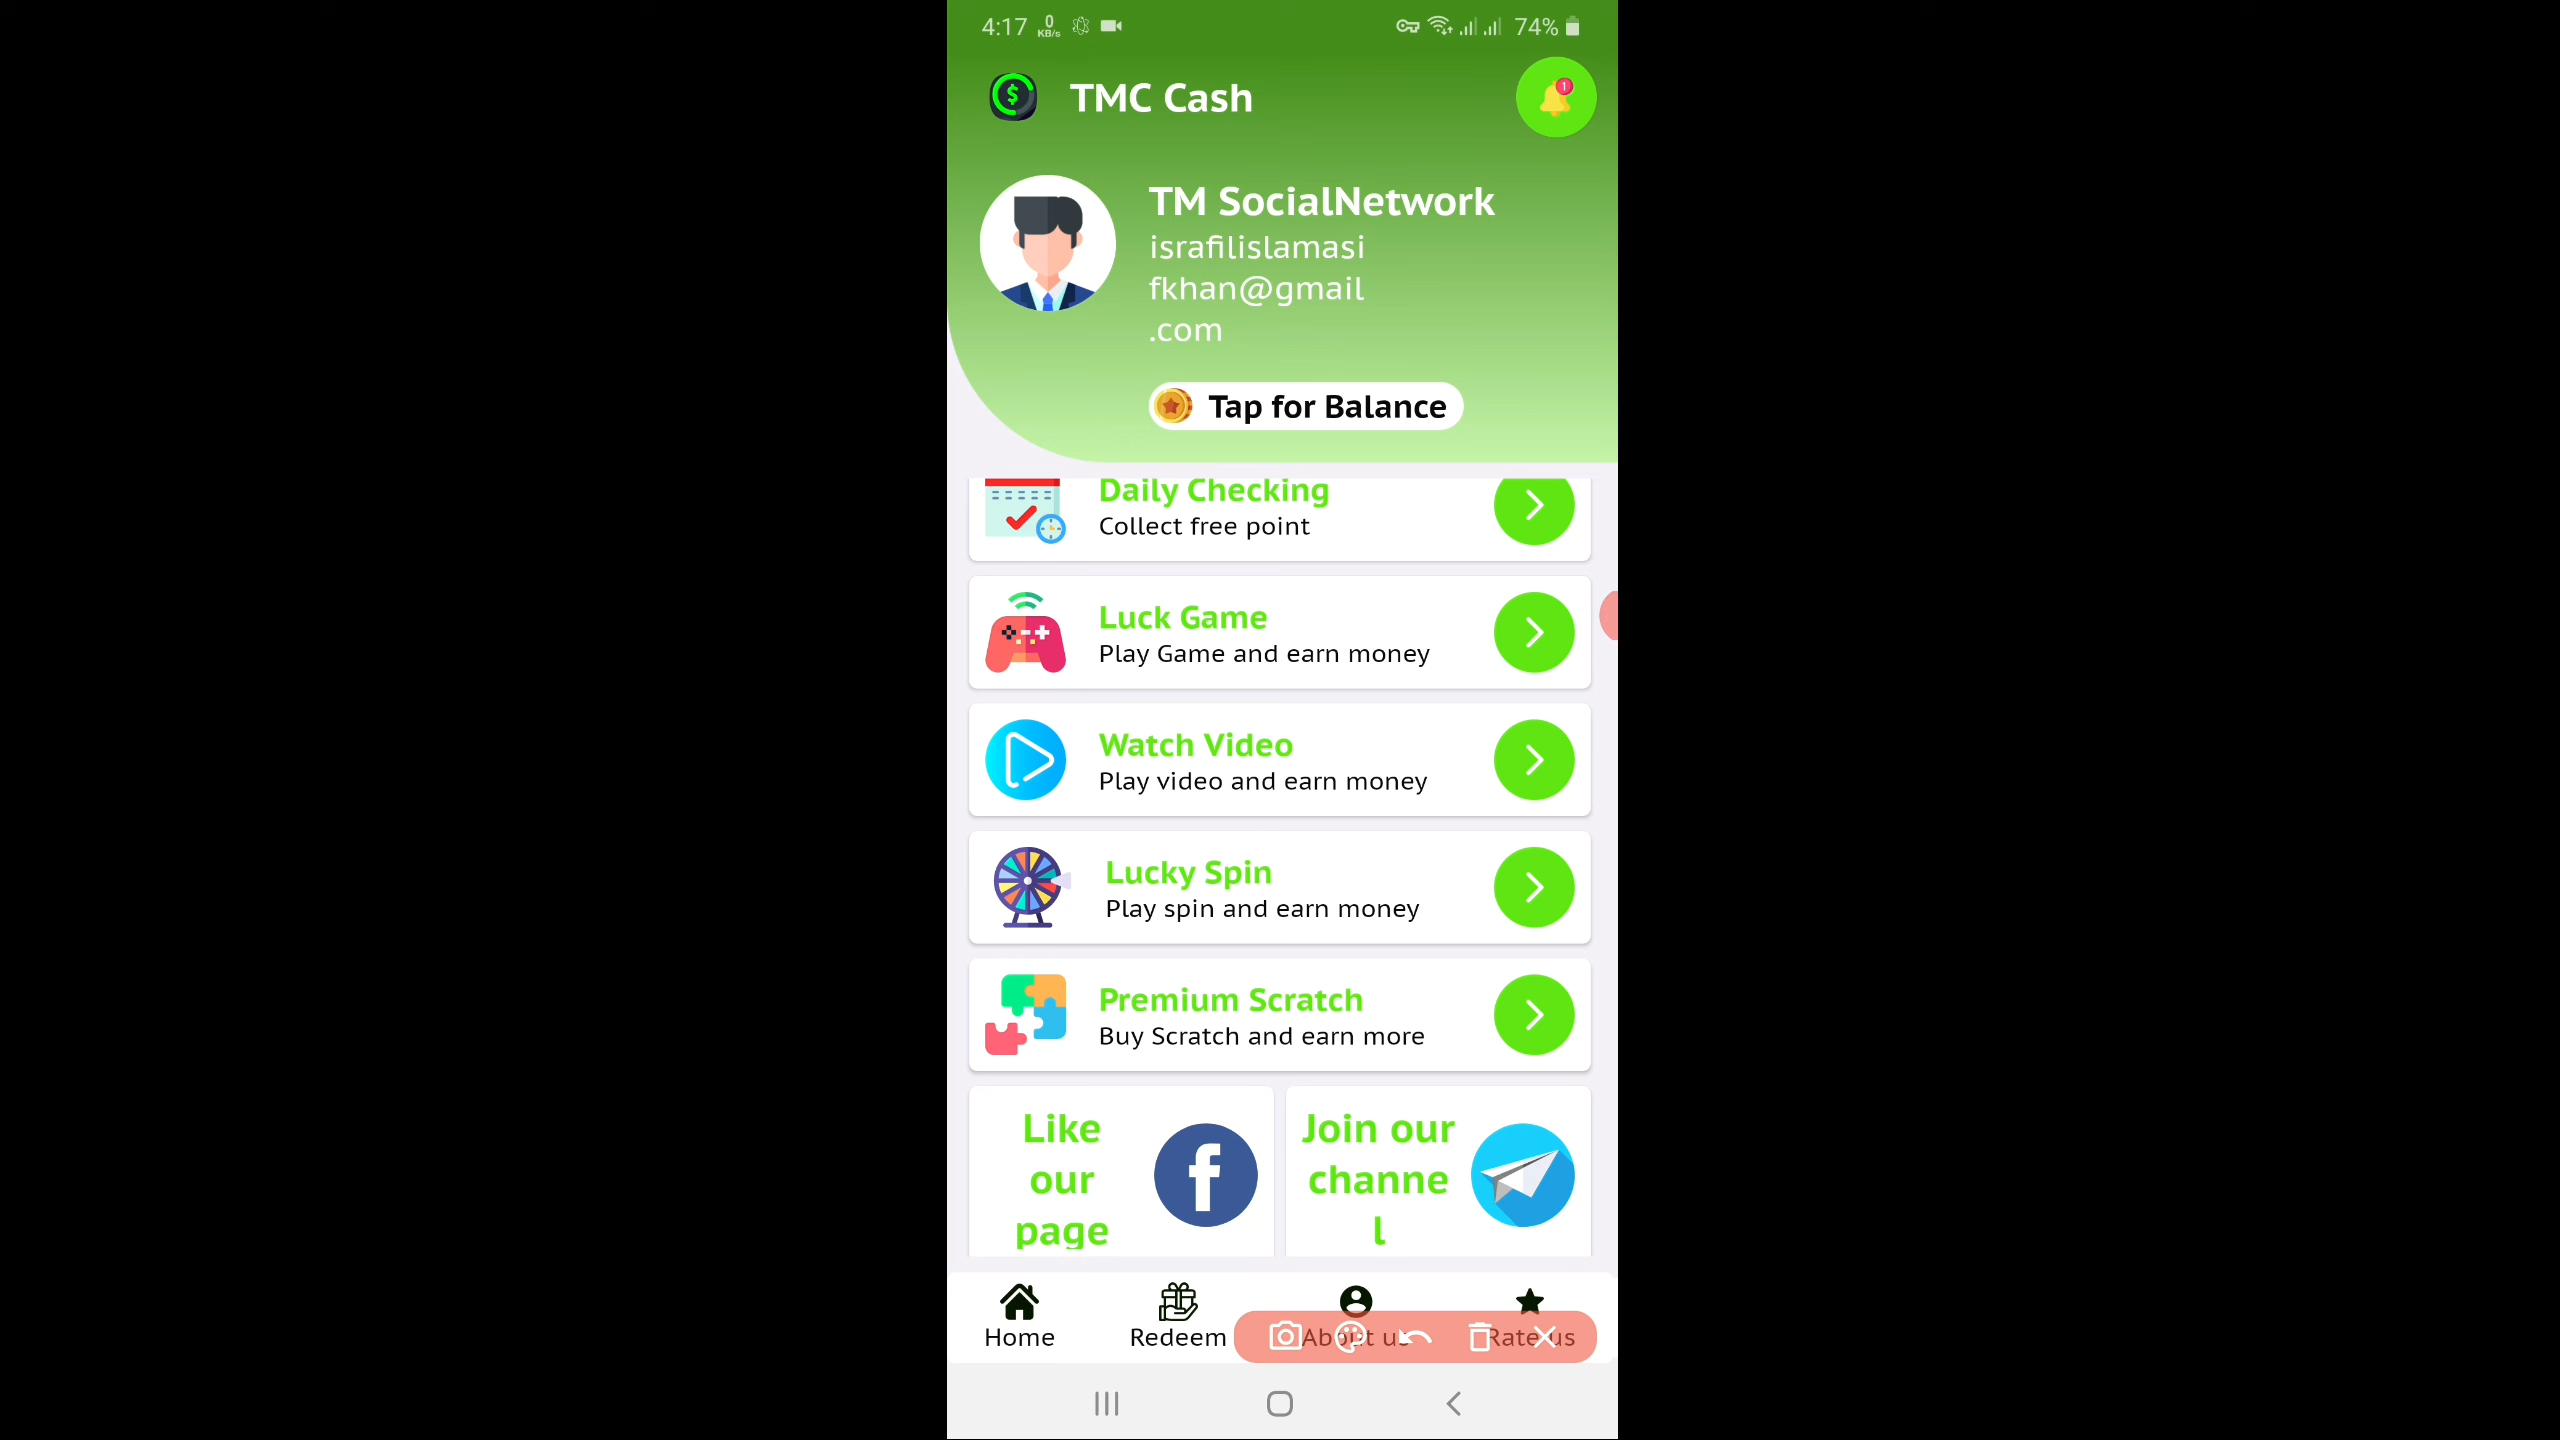 4:17 0 KB/s 74%
TMC Cash
1
TM SocialNetwork
israfilislamasi
fkhan@gmail
.com
Tap for Balance
Daily Checking
Collect free point
Luck Game
Play Game and earn money
Watch Video
Play video and earn money
Lucky Spin
Play spin and earn money
Premium Scratch
Buy Scratch and earn more
Like
our
page
Join our
channe
l
Home Redeem About us Rate us